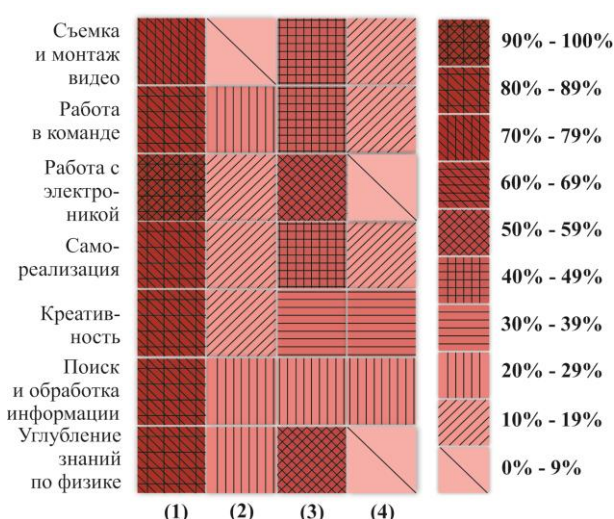 Съемка
и монтаж
видео
Работа
в команде
Работа с
электро-
никой
Само-
реализация
Креатив-
ность
Поиск
и обработка
информации
Углубление
знаний
по физике
(1) (2) (3) (4)
90% - 100%
80% - 89%
70% - 79%
60% - 69%
50% - 59%
40% - 49%
30% - 39%
20% - 29%
10% - 19%
0% - 9%